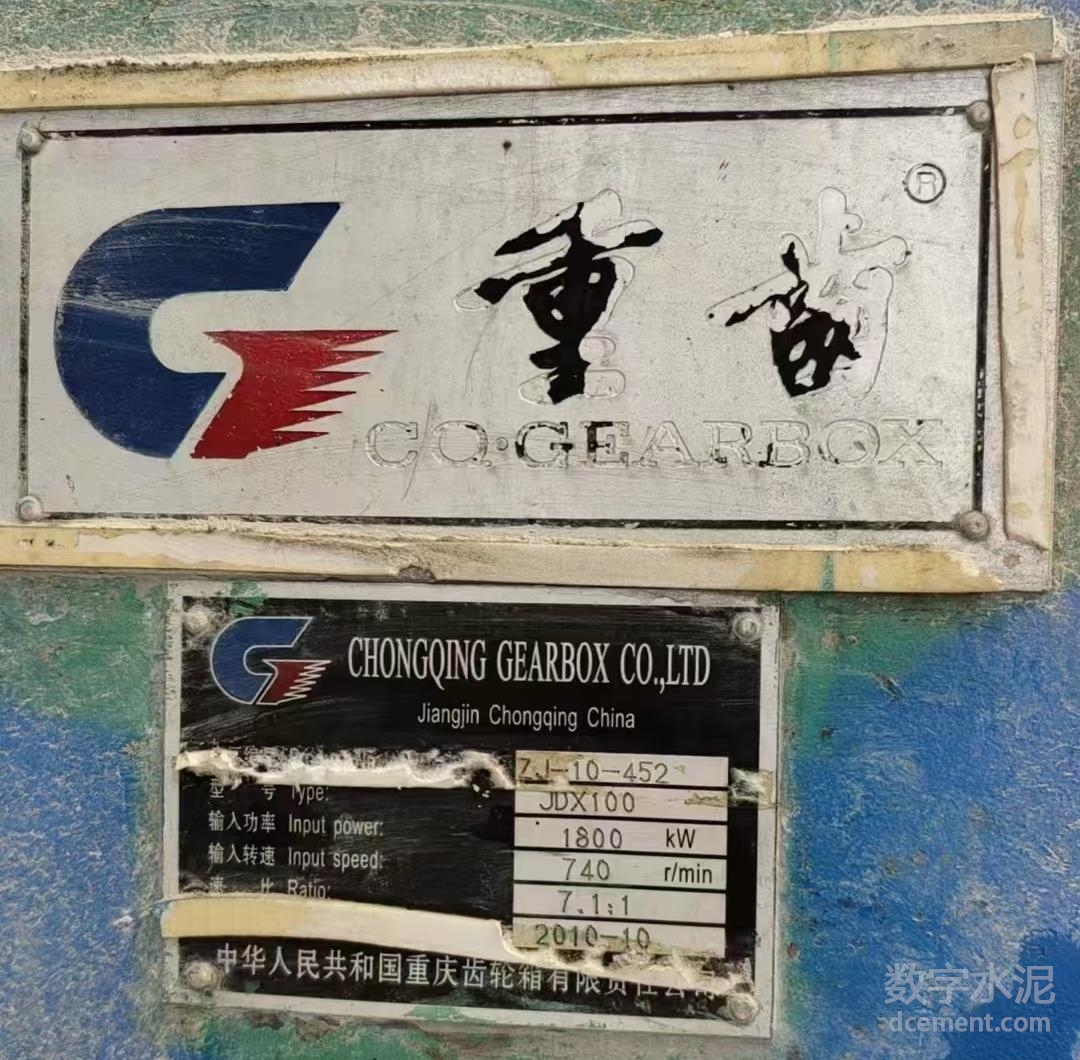 重齿 ®
CQ·GEARBOX
CHONGQING GEARBOX CO.,LTD
Jiangjin Chongqing China
ZJ-10-452
型 号 Type: JDX100
输入功率 Input power: 1800 kW
输入转速 Input speed: 740 r/min
速 比 Ratio: 7.1:1
2010-10
中华人民共和国重庆齿轮箱有限责任公司
数字水泥
dcement.com